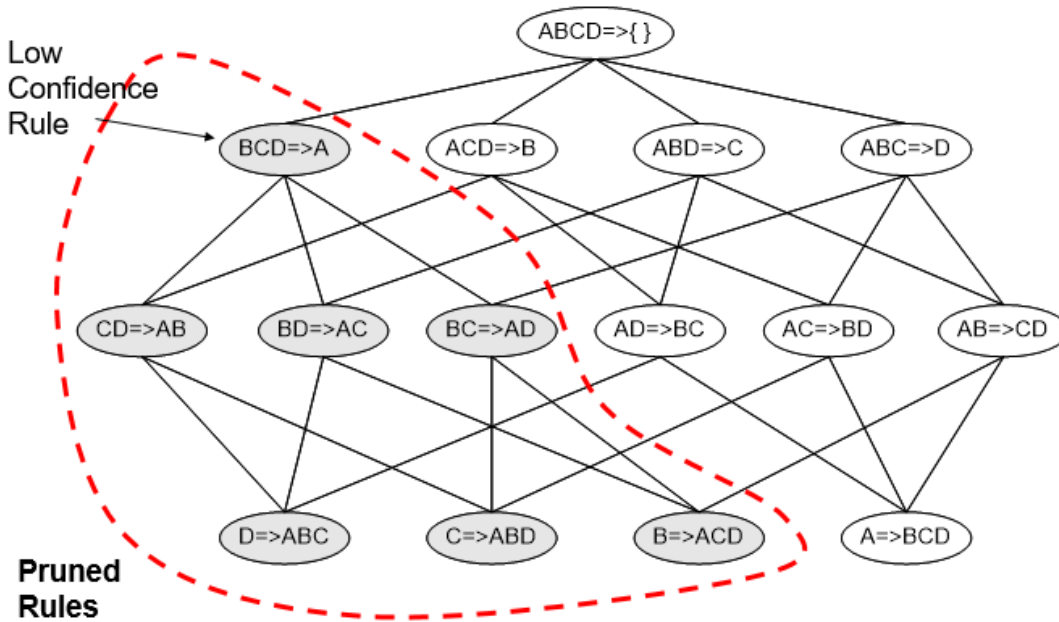 ABCD=>{ }
Low
Confidence
Rule
BCD=>A
ACD=>B
ABD=>C
ABC=>D
CD=>AB
BD=>AC
BC=>AD
AD=>BC
AC=>BD
AB=>CD
D=>ABC
C=>ABD
B=>ACD
A=>BCD
Pruned
Rules